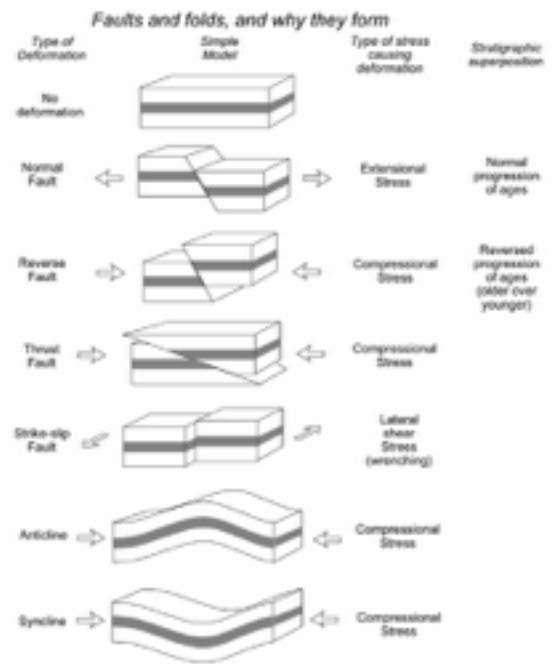 Faults and folds, and why they form
Type of
Deformation
Simple
Model
Type of stress
causing
deformation
Stratigraphic
superposition
No
deformation
Normal
Fault
Extensional
Stress
Normal
progression
of ages
Reverse
Fault
Compressional
Stress
Reversed
progression
of ages
(older over
younger)
Thrust
Fault
Compressional
Stress
Strike-slip
Fault
Lateral
shear
Stress
(wrenching)
Anticline
Compressional
Stress
Syncline
Compressional
Stress